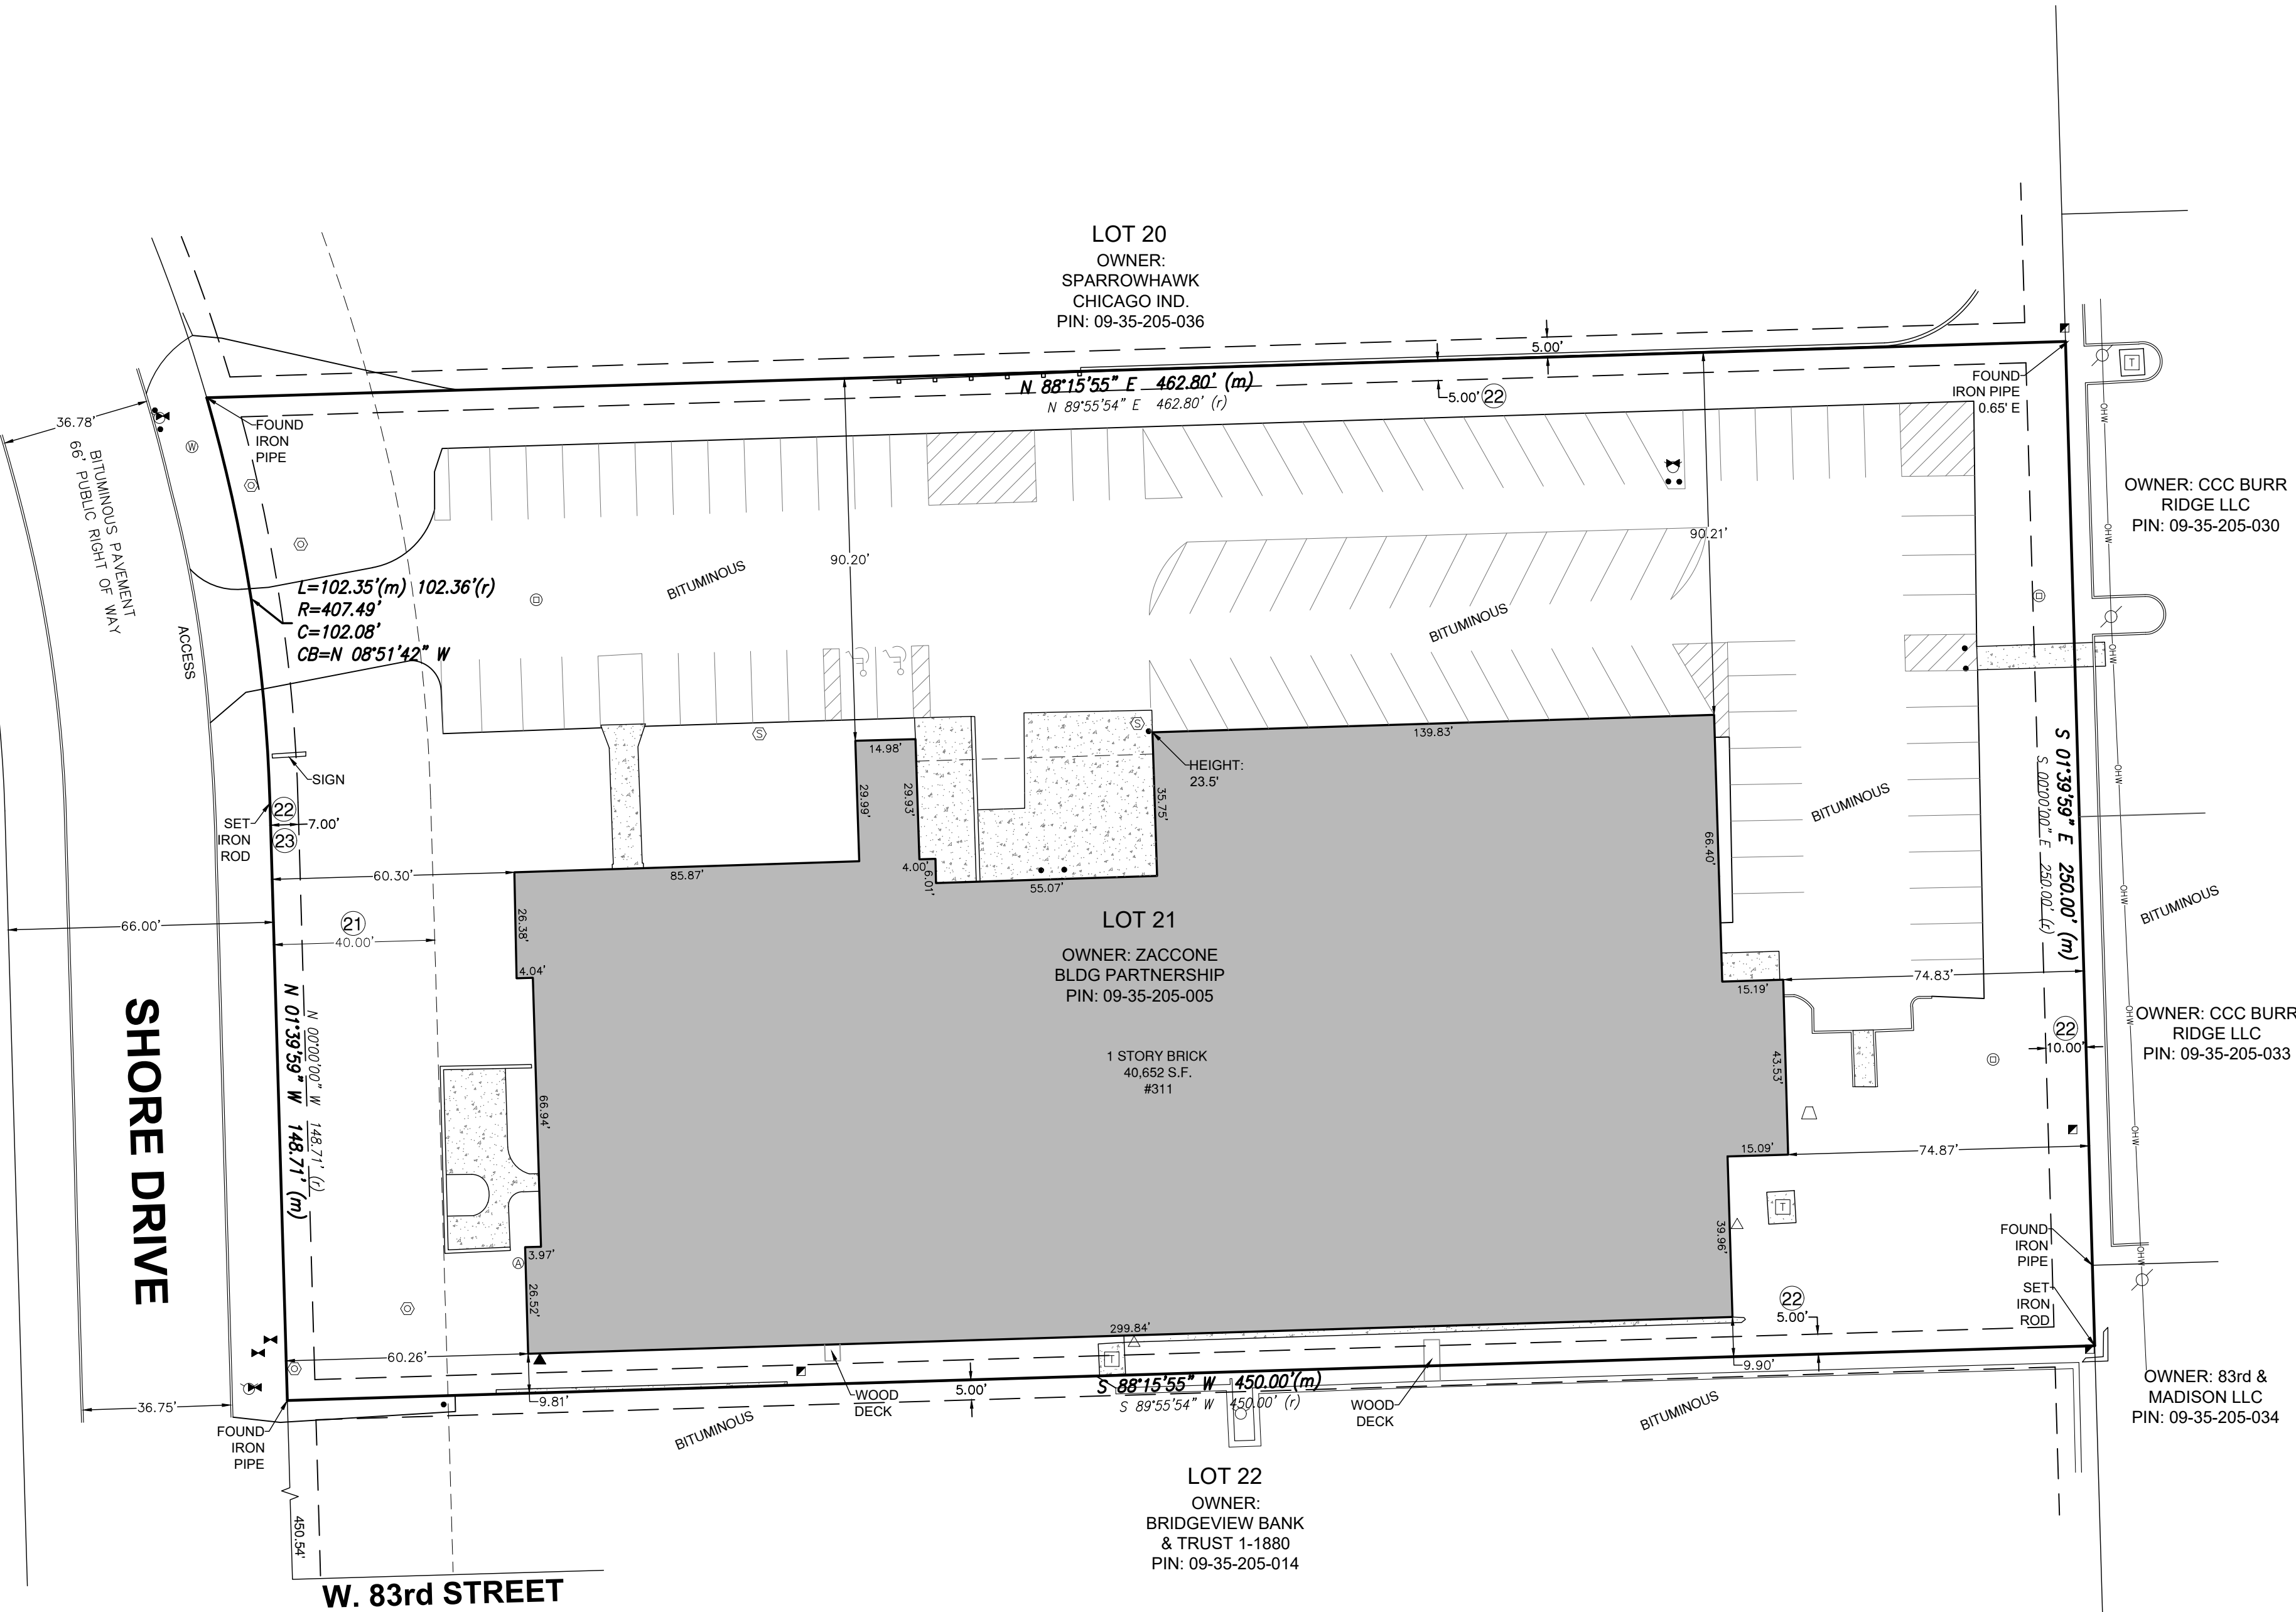 LOT 20
OWNER:
SPARROWHAWK
CHICAGO IND.
PIN: 09-35-205-036
5.00'
N 88°15'55" E 462.80' (m)
N 89°55'54" E 462.80' (r)
5.00' 22
FOUND
IRON PIPE
0.65' E
T
36.78'
BITUMINOUS PAVEMENT
66' PUBLIC RIGHT OF WAY
W
FOUND
IRON
PIPE
OHW
OHW
OHW
OHW
OHW
OHW
OHW
OHW
OWNER: CCC BURR
RIDGE LLC
PIN: 09-35-205-030
90.20'
90.21'
BITUMINOUS
BITUMINOUS
L=102.35'(m) 102.36'(r)
R=407.49'
C=102.08'
CB=N 08°51'42" W
ACCESS
S
S
14.98'
139.83'
HEIGHT:
23.5'
SIGN
29.99'
29.93'
35.75'
BITUMINOUS
S 01°39'59" E 250.00' (m)
S 00°00'00" E 250.00' (r)
SET
IRON
ROD
22
23
7.00'
66.40'
60.30'
85.87'
4.00'
6.01'
55.07'
BITUMINOUS
66.00'
21
40.00'
26.38'
4.04'
LOT 21
OWNER: ZACCONE
BLDG PARTNERSHIP
PIN: 09-35-205-005
15.19'
74.83'
SHORE DRIVE
N 01°39'59" W 148.71' (m)
N 00°00'00" W 148.71' (r)
1 STORY BRICK
40,652 S.F.
#311
43.53'
22
10.00'
OWNER: CCC BURR
RIDGE LLC
PIN: 09-35-205-033
66.94'
15.09'
74.87'
T
39.96'
3.97'
A
26.52'
FOUND
IRON
PIPE
SET
IRON
ROD
22
5.00'
299.84'
T
60.26'
9.90'
9.81'
WOOD
DECK
5.00'
S 88°15'55" W 450.00'(m)
S 89°55'54" W 450.00' (r)
WOOD
DECK
BITUMINOUS
BITUMINOUS
36.75'
FOUND
IRON
PIPE
OWNER: 83rd &
MADISON LLC
PIN: 09-35-205-034
LOT 22
OWNER:
BRIDGEVIEW BANK
& TRUST 1-1880
PIN: 09-35-205-014
450.54'
W. 83rd STREET